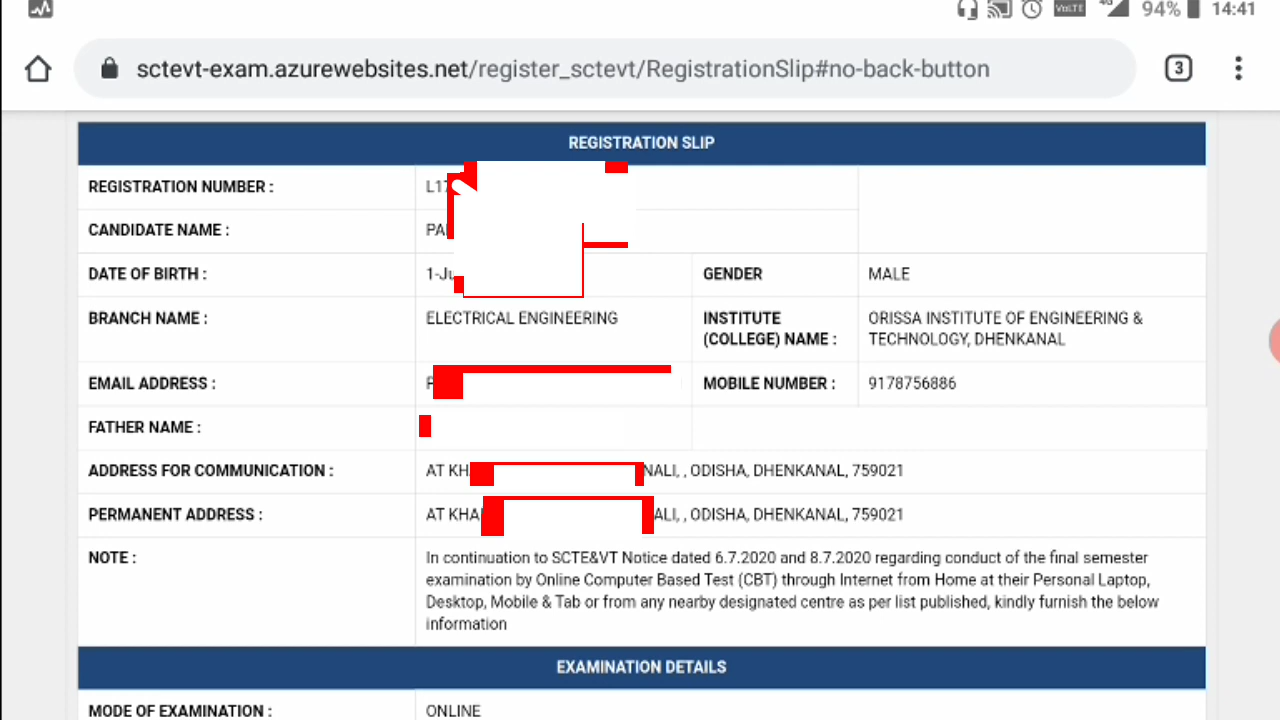 94% 14:41
sctevt-exam.azurewebsites.net/register_sctevt/RegistrationSlip#no-back-button 3
REGISTRATION SLIP
REGISTRATION NUMBER : L17
CANDIDATE NAME :
DATE OF BIRTH : GENDER MALE
BRANCH NAME : ELECTRICAL ENGINEERING INSTITUTE (COLLEGE) NAME : ORISSA INSTITUTE OF ENGINEERING & TECHNOLOGY, DHENKANAL
EMAIL ADDRESS : MOBILE NUMBER : 9178756886
FATHER NAME :
ADDRESS FOR COMMUNICATION : AT KH NALI, , ODISHA, DHENKANAL, 759021
PERMANENT ADDRESS : AT KHA ALI, , ODISHA, DHENKANAL, 759021
NOTE : In continuation to SCTE&VT Notice dated 6.7.2020 and 8.7.2020 regarding conduct of the final semester
examination by Online Computer Based Test (CBT) through Internet from Home at their Personal Laptop,
Desktop, Mobile & Tab or from any nearby designated centre as per list published, kindly furnish the below
information
EXAMINATION DETAILS
MODE OF EXAMINATION : ONLINE